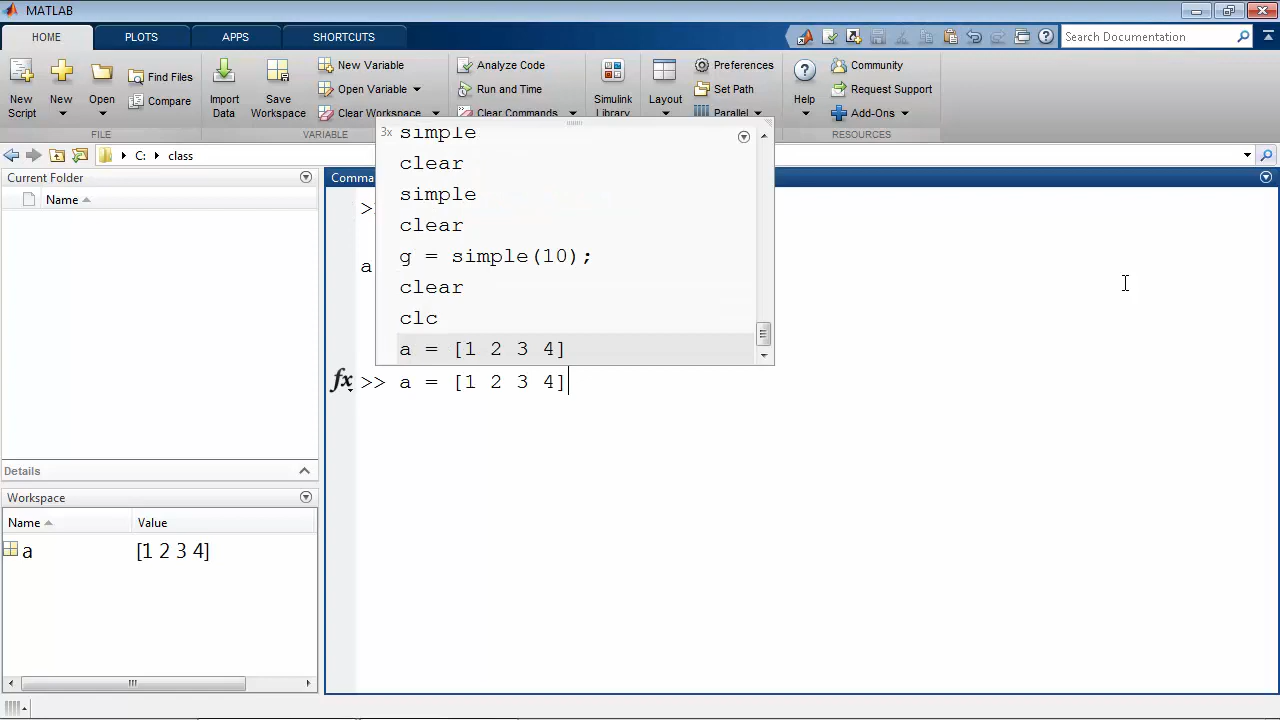 MATLAB
HOME PLOTS APPS SHORTCUTS Search Documentation
New Script
New
Open
Find Files
Compare
FILE
Import Data
Save Workspace
New Variable
Open Variable
Clear Workspace
VARIABLE
Analyze Code
Run and Time
Clear Commands
Simulink Library
Layout
Preferences
Set Path
Parallel
Help
Community
Request Support
Add-Ons
RESOURCES
C: class
Current Folder
Name
Details
Workspace
Name Value
a [1 2 3 4]
Comma
>
a
3x simple
clear
simple
clear
g = simple(10);
clear
clc
a = [1 2 3 4]
fx >> a = [1 2 3 4]